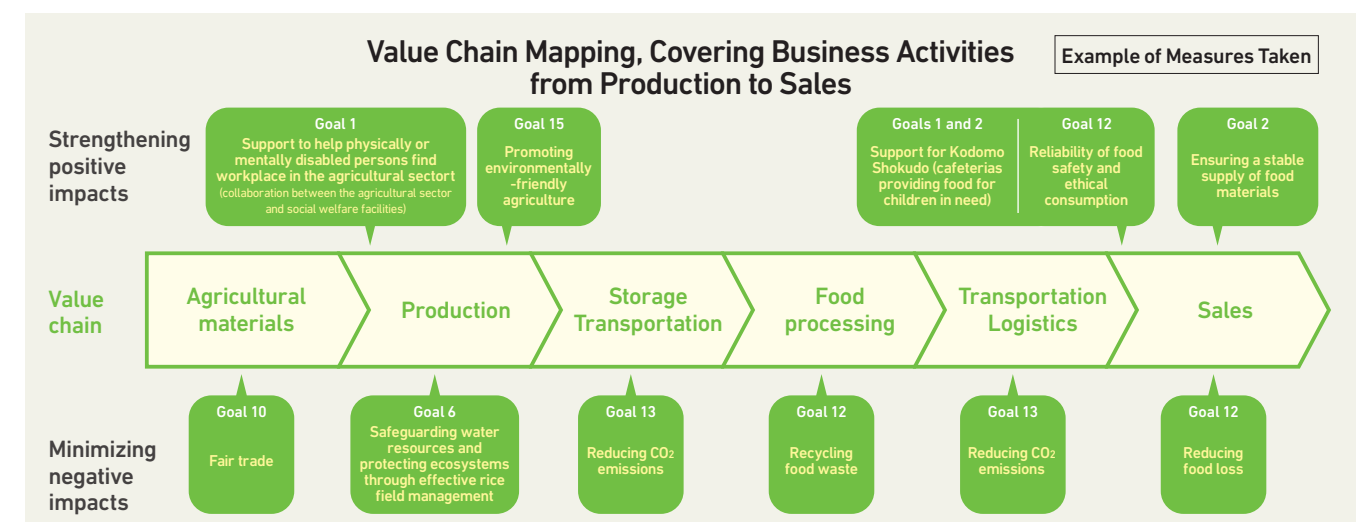 Value Chain Mapping, Covering Business Activities
from Production to Sales
Example of Measures Taken
Strengthening
positive
impacts
Goal 1
Support to help physically or
mentally disabled persons find
workplace in the agricultural sectort
(collaboration between the agricultural sector
and social welfare facilities)
Goal 15
Promoting
environmentally
-friendly
agriculture
Goals 1 and 2
Support for Kodomo
Shokudo (cafeterias
providing food for
children in need)
Goal 12
Reliability of food
safety and
ethical
consumption
Goal 2
Ensuring a stable
supply of food
materials
Value
chain
Agricultural
materials
Production
Storage
Transportation
Food
processing
Transportation
Logistics
Sales
Minimizing
negative
impacts
Goal 10
Fair trade
Goal 6
Safeguarding water
resources and
protecting ecosystems
through effective rice
field management
Goal 13
Reducing CO2
emissions
Goal 12
Recycling
food waste
Goal 13
Reducing CO2
emissions
Goal 12
Reducing
food loss